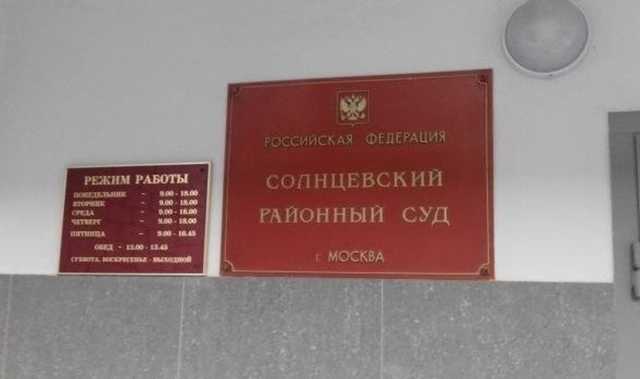 РЕЖИМ РАБОТЫ
ПОНЕДЕЛЬНИК - 9.00 - 18.00
ВТОРНИК - 9.00 - 18.00
СРЕДА - 9.00 - 18.00
ЧЕТВЕРГ - 9.00 - 18.00
ПЯТНИЦА - 9.00 - 16.45
ОБЕД - 13.00 - 13.45
СУББОТА, ВОСКРЕСЕНЬЕ - ВЫХОДНОЙ
РОССИЙСКАЯ ФЕДЕРАЦИЯ
СОЛНЦЕВСКИЙ
РАЙОННЫЙ СУД
Г. МОСКВА